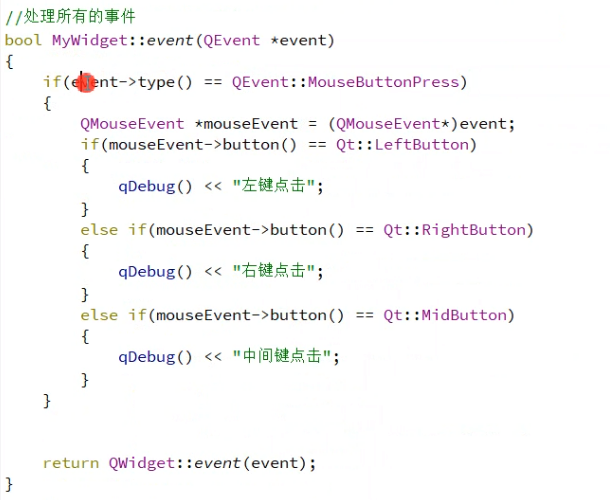 //处理所有的事件
bool MyWidget::event(QEvent *event)
{
    if(event->type() == QEvent::MouseButtonPress)
    {
        QMouseEvent *mouseEvent = (QMouseEvent*)event;
        if(mouseEvent->button() == Qt::LeftButton)
        {
            qDebug() << "左键点击";
        }
        else if(mouseEvent->button() == Qt::RightButton)
        {
            qDebug() << "右键点击";
        }
        else if(mouseEvent->button() == Qt::MidButton)
        {
            qDebug() << "中间键点击";
        }
    }
    return QWidget::event(event);
}